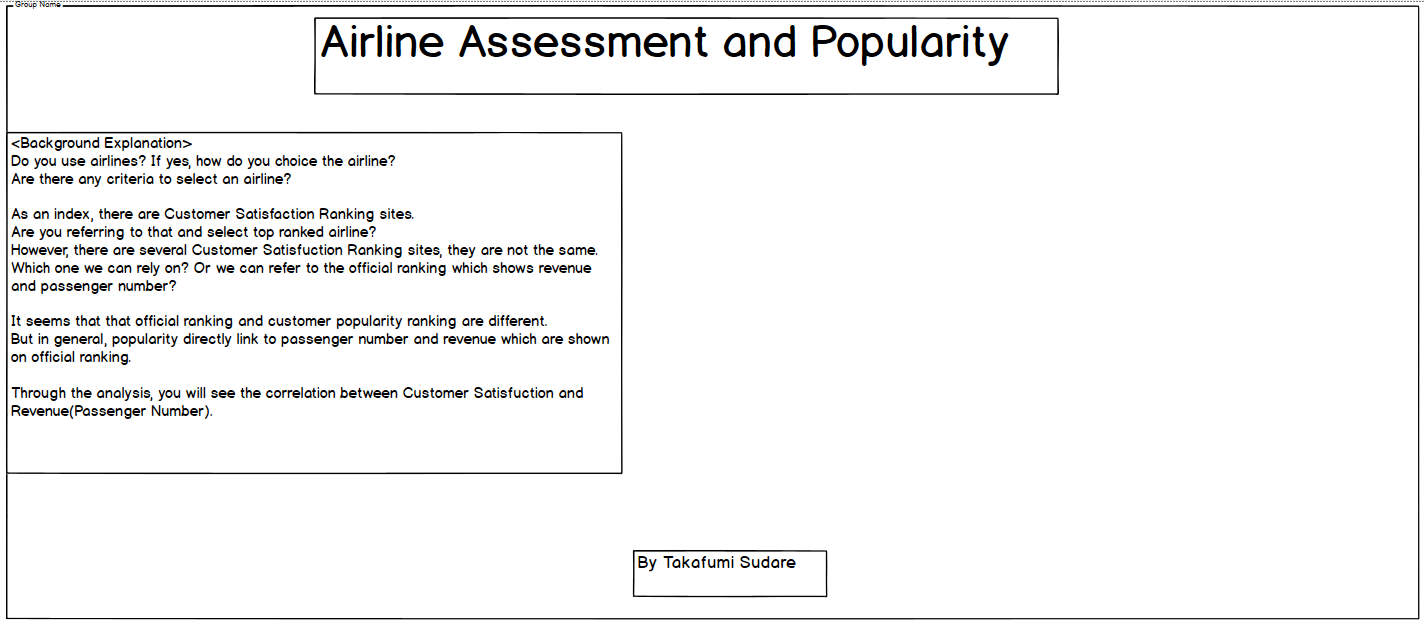 Group Name
Airline Assessment and Popularity
<Background Explanation>
Do you use airlines? If yes, how do you choice the airline?
Are there any criteria to select an airline?
As an index, there are Customer Satisfaction Ranking sites.
Are you referring to that and select top ranked airline?
However, there are several Customer Satisfuction Ranking sites, they are not the same.
Which one we can rely on? Or we can refer to the official ranking which shows revenue
and passenger number?
It seems that that official ranking and customer popularity ranking are different.
But in general, popularity directly link to passenger number and revenue which are shown
on official ranking.
Through the analysis, you will see the correlation between Customer Satisfuction and
Revenue(Passenger Number).
By Takafumi Sudare